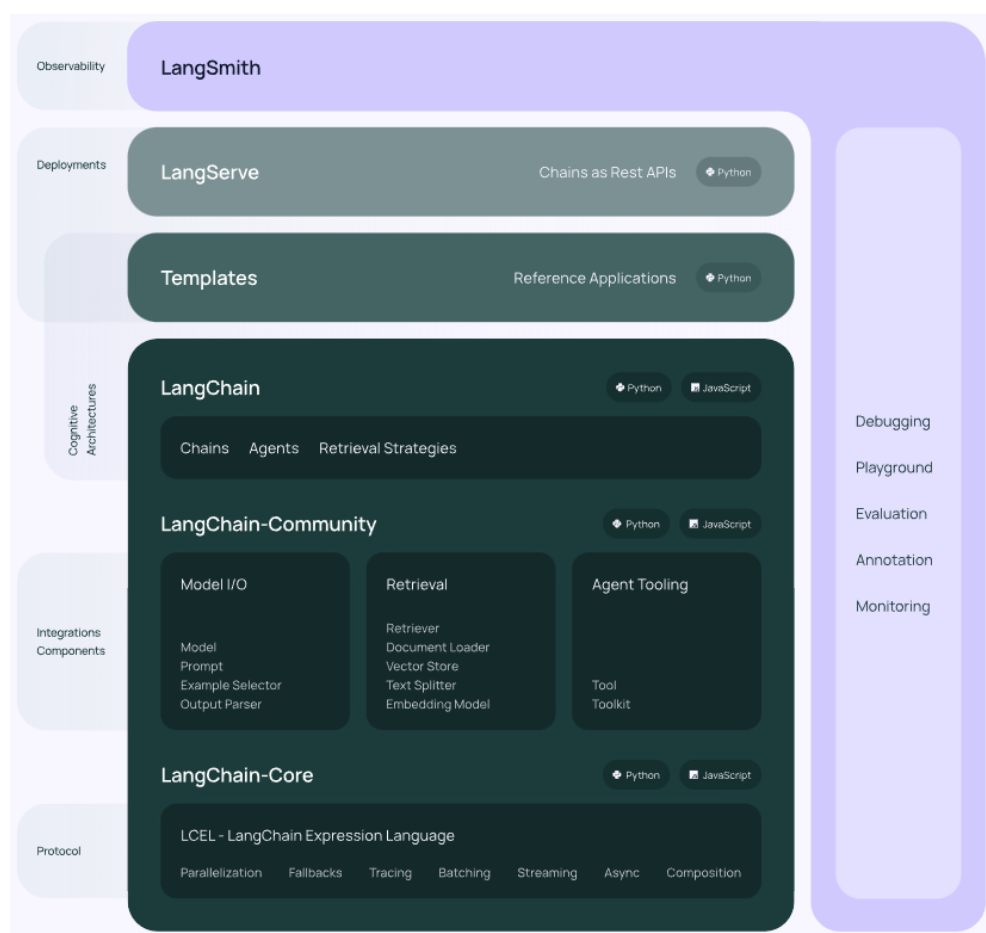 Observability
LangSmith
Deployments
LangServe
Chains as Rest APIs
Python
Templates
Reference Applications
Python
Cognitive
Architectures
LangChain
Python
JavaScript
Chains Agents Retrieval Strategies
LangChain-Community
Python
JavaScript
Integrations
Components
Model I/O
Model
Prompt
Example Selector
Output Parser
Retrieval
Retriever
Document Loader
Vector Store
Text Splitter
Embedding Model
Agent Tooling
Tool
Toolkit
LangChain-Core
Python
JavaScript
Protocol
LCEL - LangChain Expression Language
Parallelization Fallbacks Tracing Batching Streaming Async Composition
Debugging
Playground
Evaluation
Annotation
Monitoring